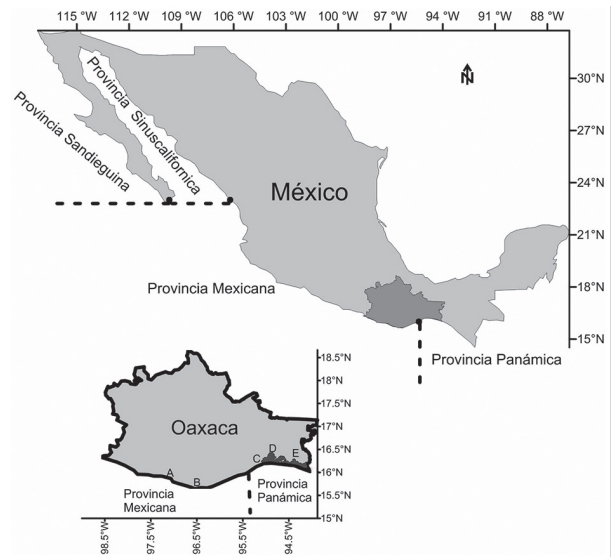 115°W 112°W 109°W 106°W 103°W 100°W 97°W 94°W 91°W 88°W
N
30°N
27°N
24°N
21°N
18°N
15°N
Provincia Sinuscalifornica
Provincia Sandieguina
México
Provincia Mexicana
Provincia Panámica
18.5°N
18°N
17.5°N
17°N
16.5°N
16°N
15.5°N
15°N
Oaxaca
A
B
C
D
E
Provincia
Mexicana
Provincia
Panámica
98.5°W 97.5°W 96.5°W 95.5°W 94.5°W